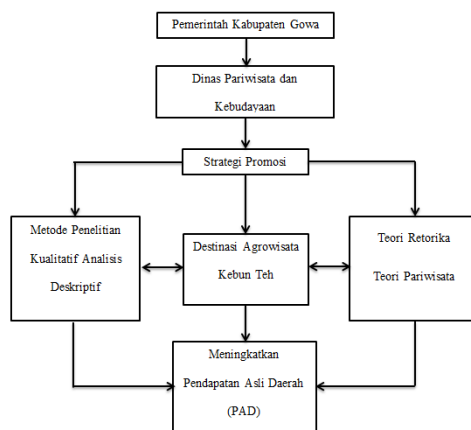 Pemerintah Kabupaten Gowa
Dinas Pariwisata dan
Kebudayaan
Strategi Promosi
Metode Penelitian
Kualitatif Analisis
Deskriptif
Destinasi Agrowisata
Kebun Teh
Teori Retorika
Teori Pariwisata
Meningkatkan
Pendapatan Asli Daerah
(PAD)